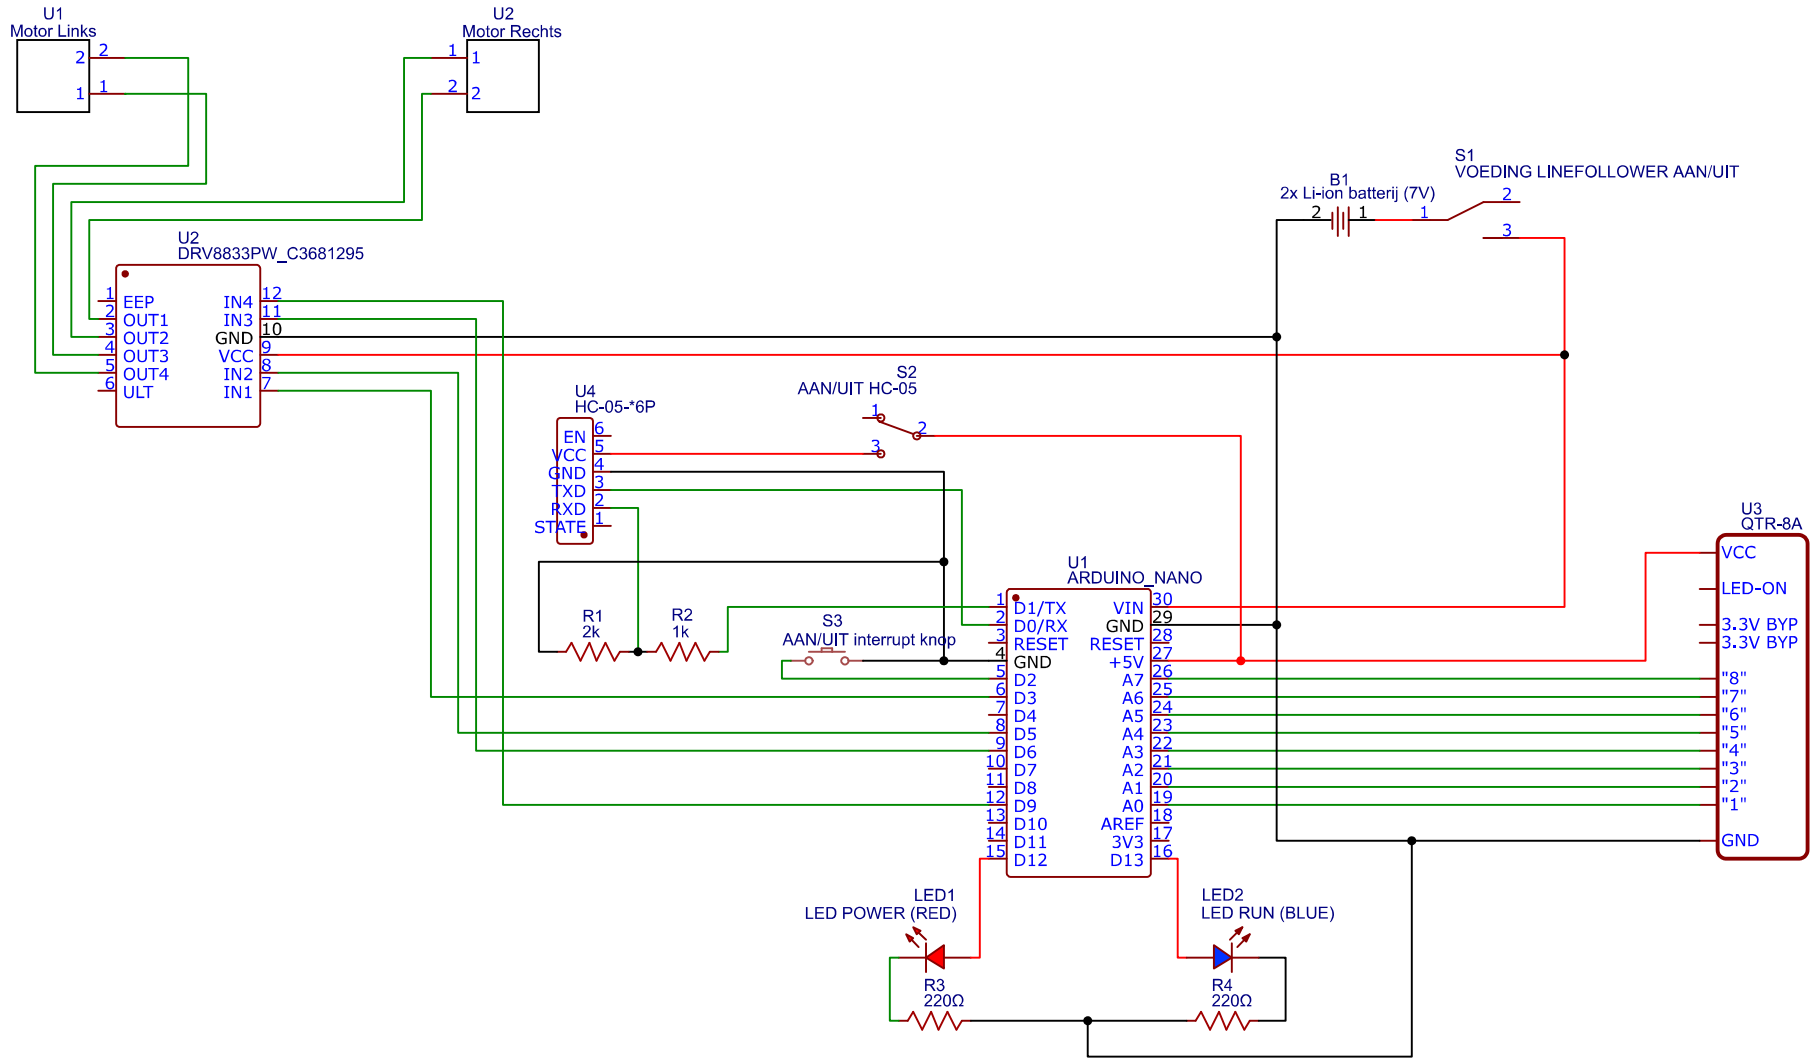 U1
Motor Links
2 2
1 1
U2
Motor Rechts
1 1
2 2
S1
VOEDING LINEFOLLOWER AAN/UIT
B1
2x Li-ion batterij (7V)
2 1 1 2
3
U2
DRV8833PW_C3681295
1 EEP IN4 12
2 OUT1 IN3 11
3 OUT2 GND 10
4 OUT3 VCC 9
5 OUT4 IN2 8
6 ULT IN1 7
S2
AAN/UIT HC-05
1
2
3
U4
HC-05-*6P
EN 6
VCC 5
GND 4
TXD 3
RXD 2
STATE 1
U3
QTR-8A
VCC
LED-ON
3.3V BYP
3.3V BYP
"8"
"7"
"6"
"5"
"4"
"3"
"2"
"1"
GND
R1
2k
R2
1k
S3
AAN/UIT interrupt knop
U1
ARDUINO_NANO
1 D1/TX VIN 30
2 D0/RX GND 29
3 RESET RESET 28
4 GND +5V 27
5 D2 A7 26
6 D3 A6 25
7 D4 A5 24
8 D5 A4 23
9 D6 A3 22
10 D7 A2 21
11 D8 A1 20
12 D9 A0 19
13 D10 AREF 18
14 D11 3V3 17
15 D12 D13 16
LED1
LED POWER (RED)
LED2
LED RUN (BLUE)
R3
220Ω
R4
220Ω